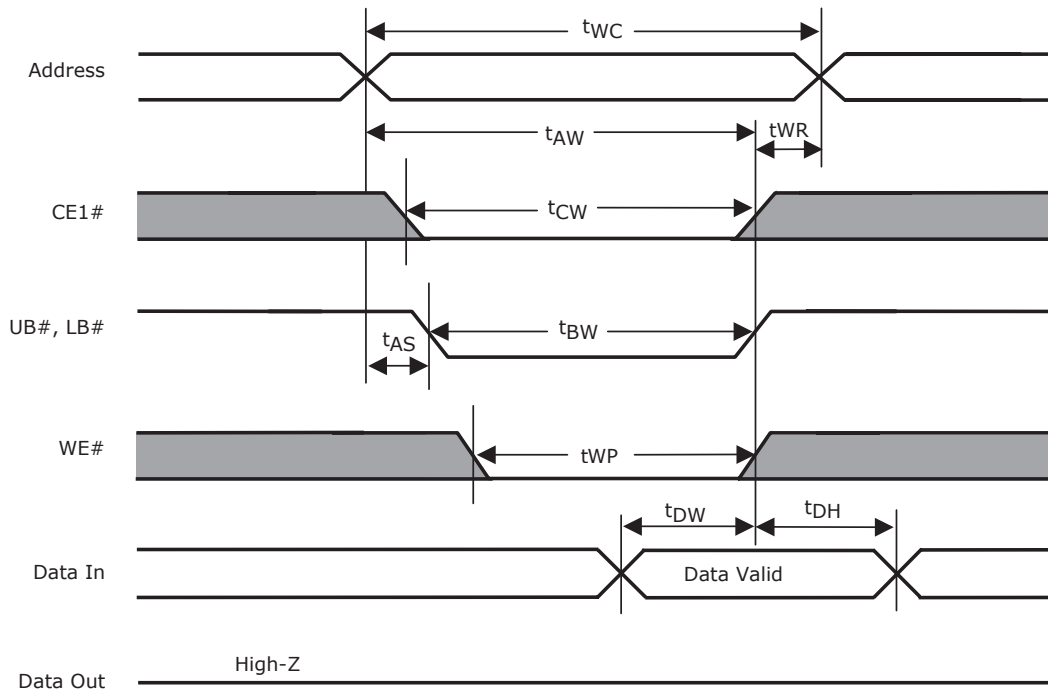 tWC
Address
tAW
tWR
CE1#
tCW
UB#, LB#
tAS
tBW
WE#
tWP
tDW
tDH
Data In
Data Valid
High-Z
Data Out